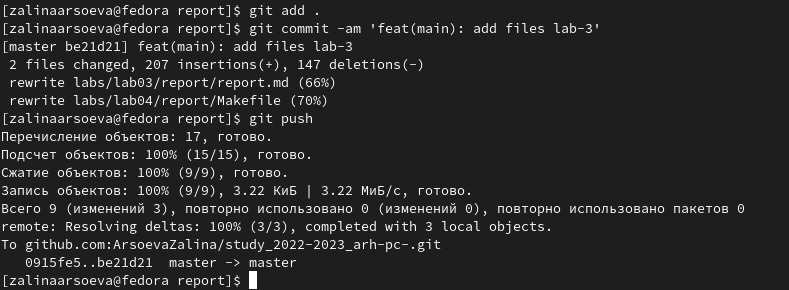 [zalinaarsoeva@fedora report]$ git add .
[zalinaarsoeva@fedora report]$ git commit -am 'feat(main): add files lab-3'
[master be21d21] feat(main): add files lab-3
 2 files changed, 207 insertions(+), 147 deletions(-)
 rewrite labs/lab03/report/report.md (66%)
 rewrite labs/lab04/report/Makefile (70%)
[zalinaarsoeva@fedora report]$ git push
Перечисление объектов: 17, готово.
Подсчет объектов: 100% (15/15), готово.
Сжатие объектов: 100% (9/9), готово.
Запись объектов: 100% (9/9), 3.22 КиБ | 3.22 МиБ/с, готово.
Всего 9 (изменений 3), повторно использовано 0 (изменений 0), повторно использовано пакетов 0
remote: Resolving deltas: 100% (3/3), completed with 3 local objects.
To github.com:ArsoevaZalina/study_2022-2023_arh-pc-.git
   0915fe5..be21d21  master -> master
[zalinaarsoeva@fedora report]$